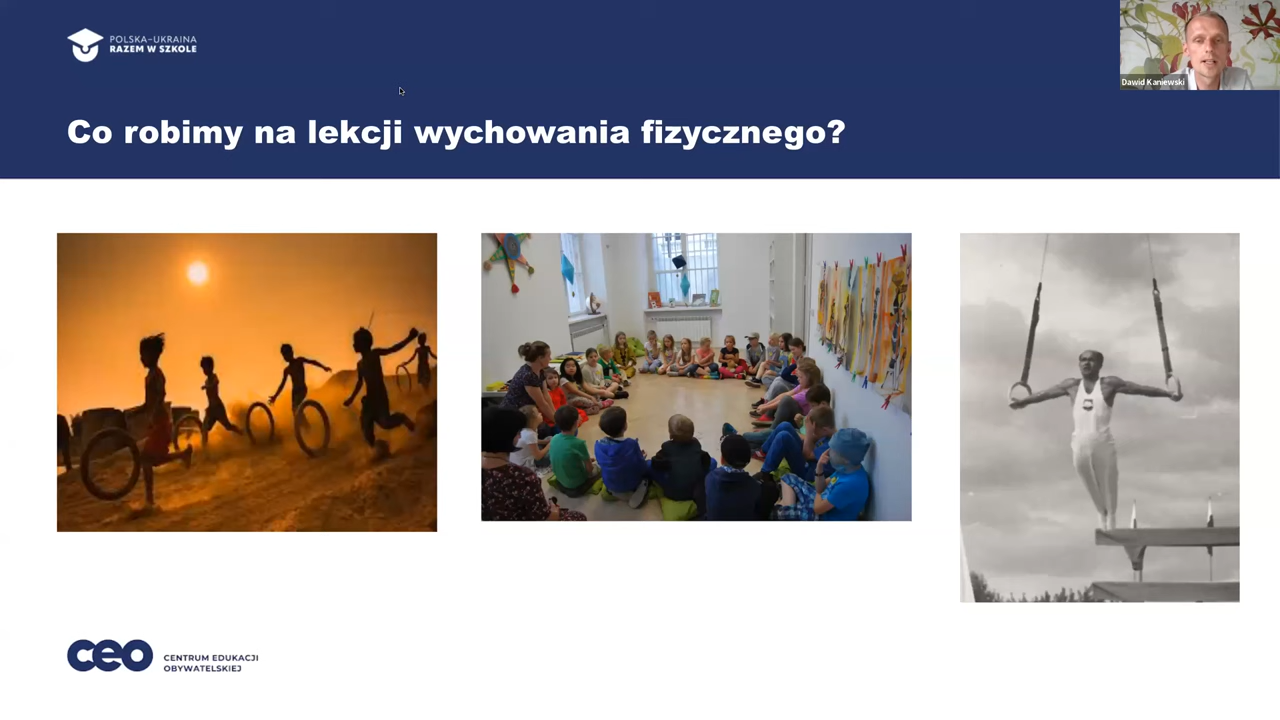 POLSKA–UKRAINA
RAZEM W SZKOLE
Dawid Kaniewski
Co robimy na lekcji wychowania fizycznego?
ceo
CENTRUM EDUKACJI
OBYWATELSKIEJ